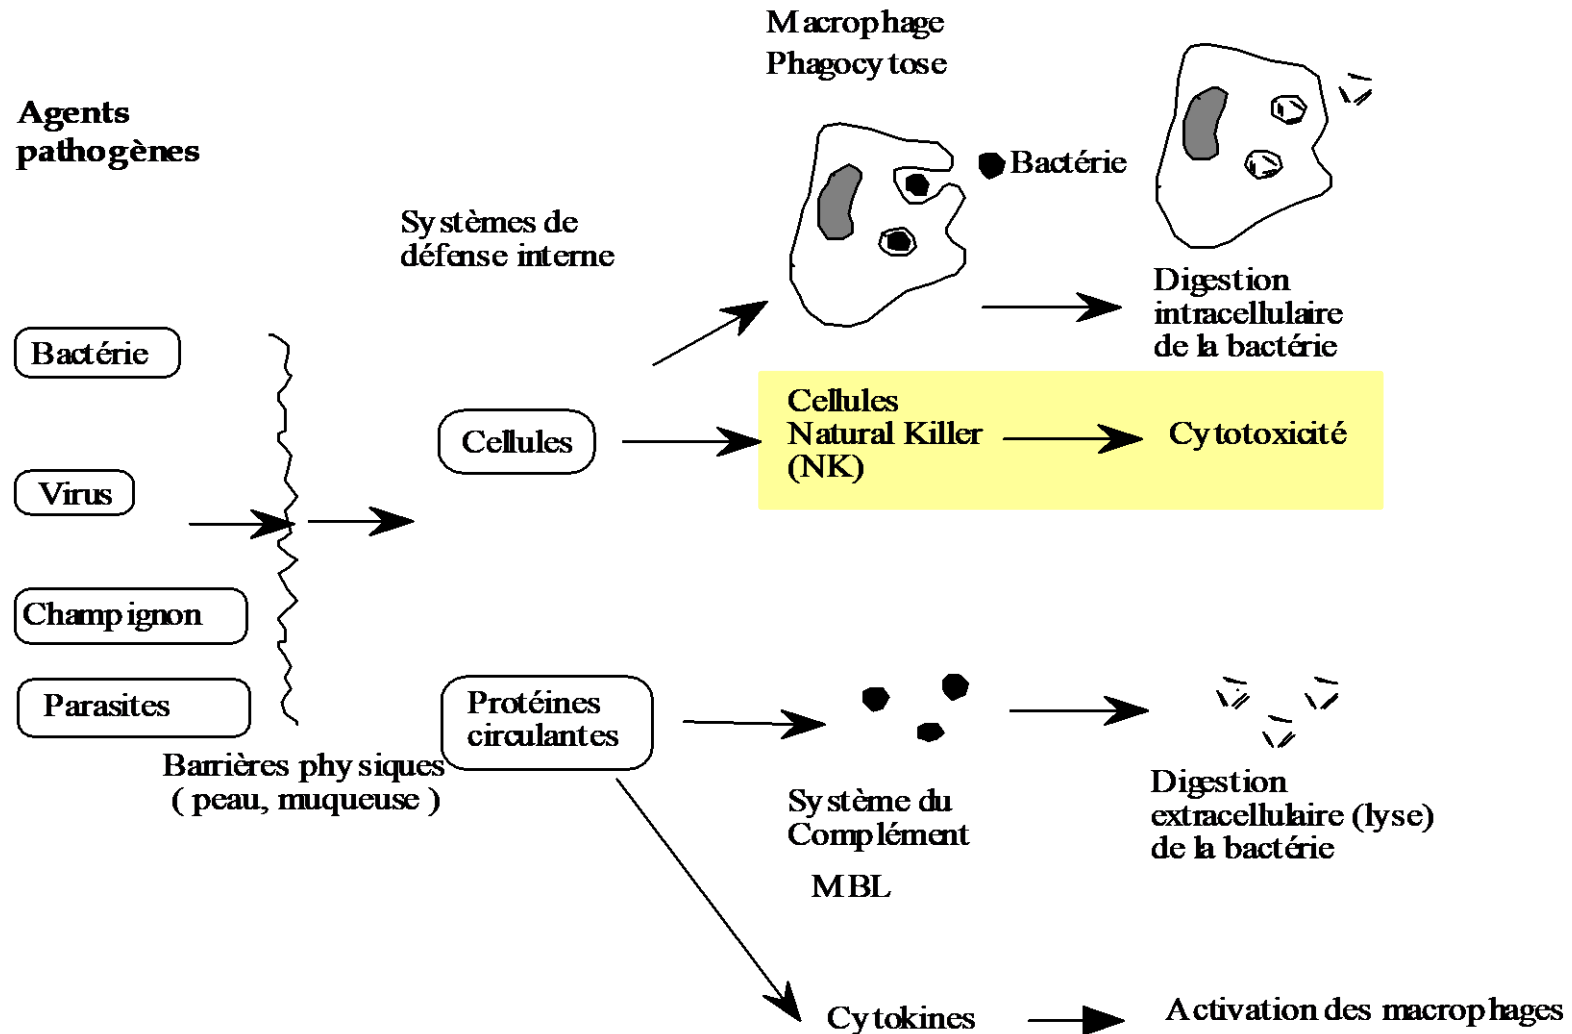 Macrophage
Phagocytose
Agents
pathogènes
Bactérie
Systèmes de
défense interne
Digestion
intracellulaire
de la bactérie
Bactérie
Cellules
Cellules
Natural Killer
(NK)
Cytotoxicité
Virus
Champignon
Parasites
Protéines
circulantes
Barrières physiques
( peau, muqueuse )
Système du
Complément
MBL
Digestion
extracellulaire (lyse)
de la bactérie
Cytokines
Activation des macrophages